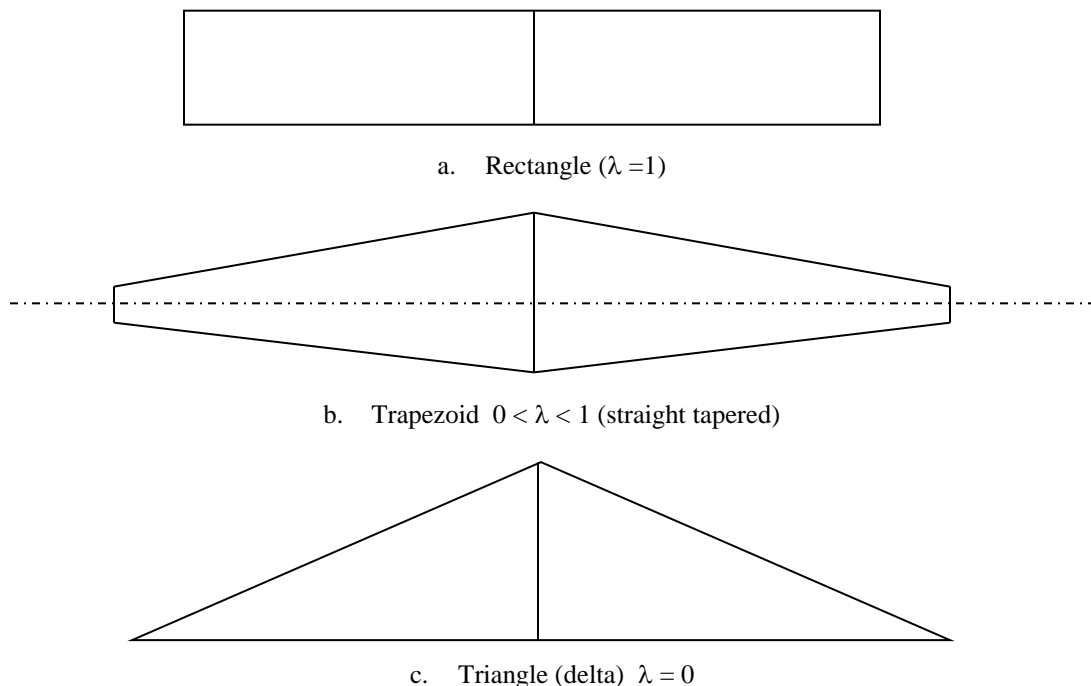 a. Rectangle (λ =1)
b. Trapezoid 0 < λ < 1 (straight tapered)
c. Triangle (delta) λ = 0